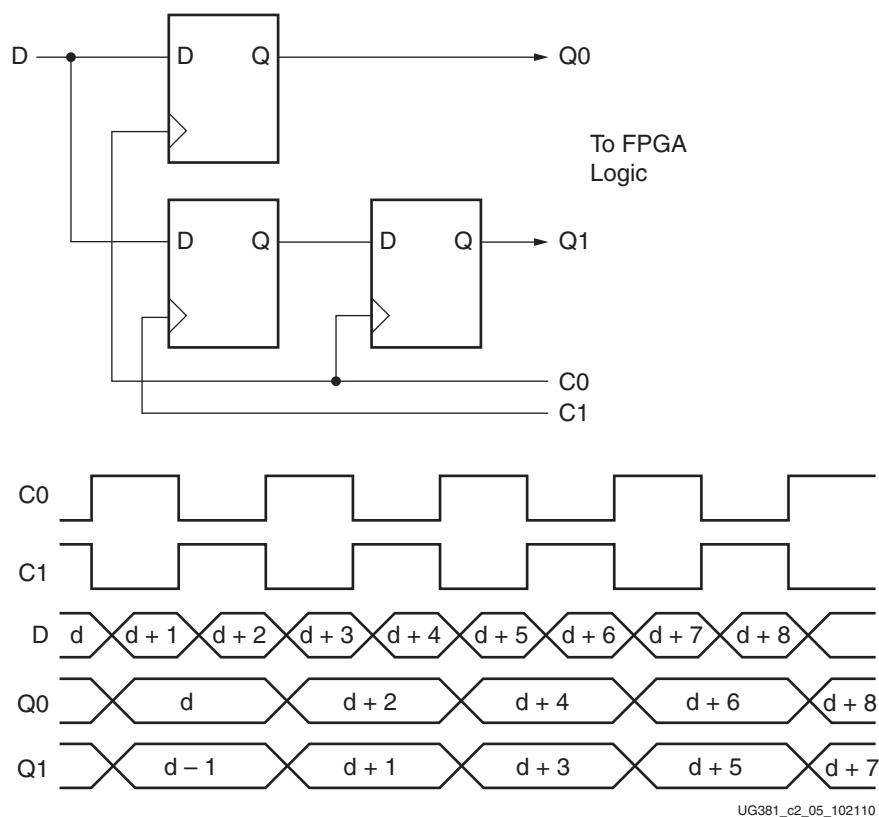 D D Q Q0
To FPGA
Logic
D Q D Q Q1
C0
C1
C0
C1
D d d + 1 d + 2 d + 3 d + 4 d + 5 d + 6 d + 7 d + 8
Q0 d d + 2 d + 4 d + 6 d + 8
Q1 d – 1 d + 1 d + 3 d + 5 d + 7
UG381_c2_05_102110